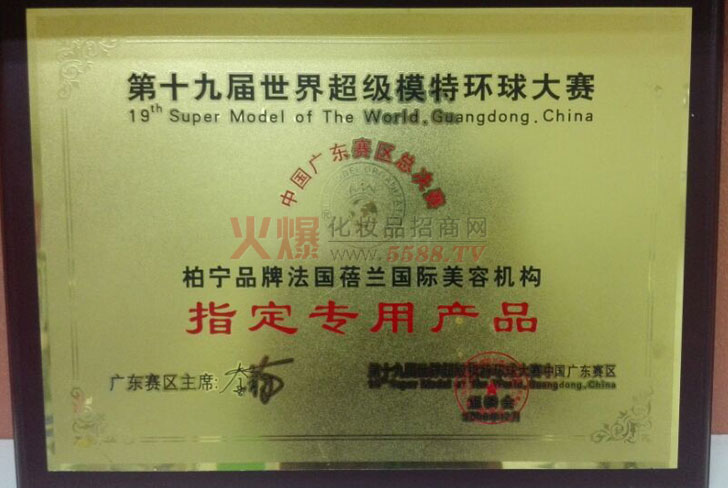 第十九届世界超级模特环球大赛
19th Super Model of The World.Guangdong.China
中国广东赛区总决赛
火爆化妆品招商网
www.5588.TV
柏宁品牌法国蓓兰国际美容机构
指定专用产品
广东赛区主席:
第十九届世界超级模特环球大赛中国广东赛区
19th Super Model of The World.Guangdong.China
组委会